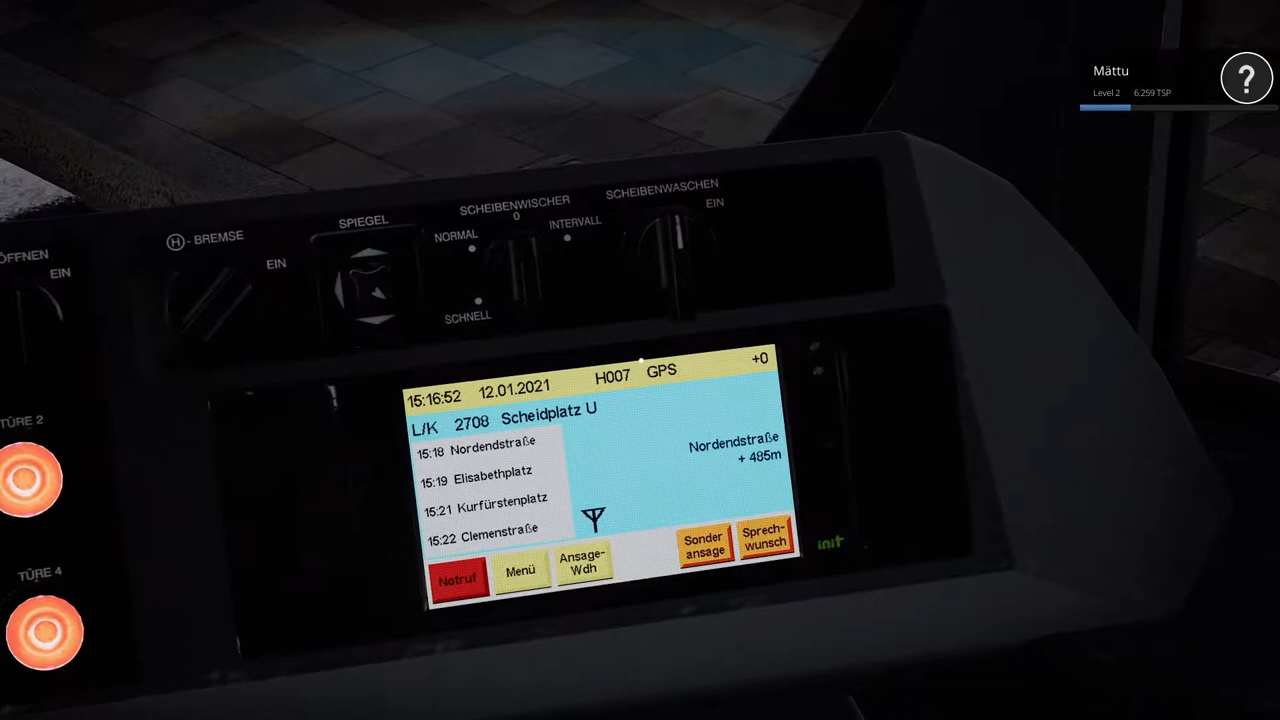 Mättu
Level 2 6.259 TSP
?
ÖFFNEN
EIN
H - BREMSE
EIN
SPIEGEL
SCHEIBENWISCHER
0
NORMAL
INTERVALL
SCHNELL
SCHEIBENWASCHEN
EIN
TÜRE 2
TÜRE 4
15:16:52 12.01.2021 H007 GPS +0
L/K 2708 Scheidplatz U
15:18 Nordendstraße
15:19 Elisabethplatz
15:21 Kurfürstenplatz
15:22 Clemenstraße
Nordendstraße
+ 485m
Notruf
Menü
Ansage-
Wdh
Sonder
ansage
Sprech-
wunsch
init